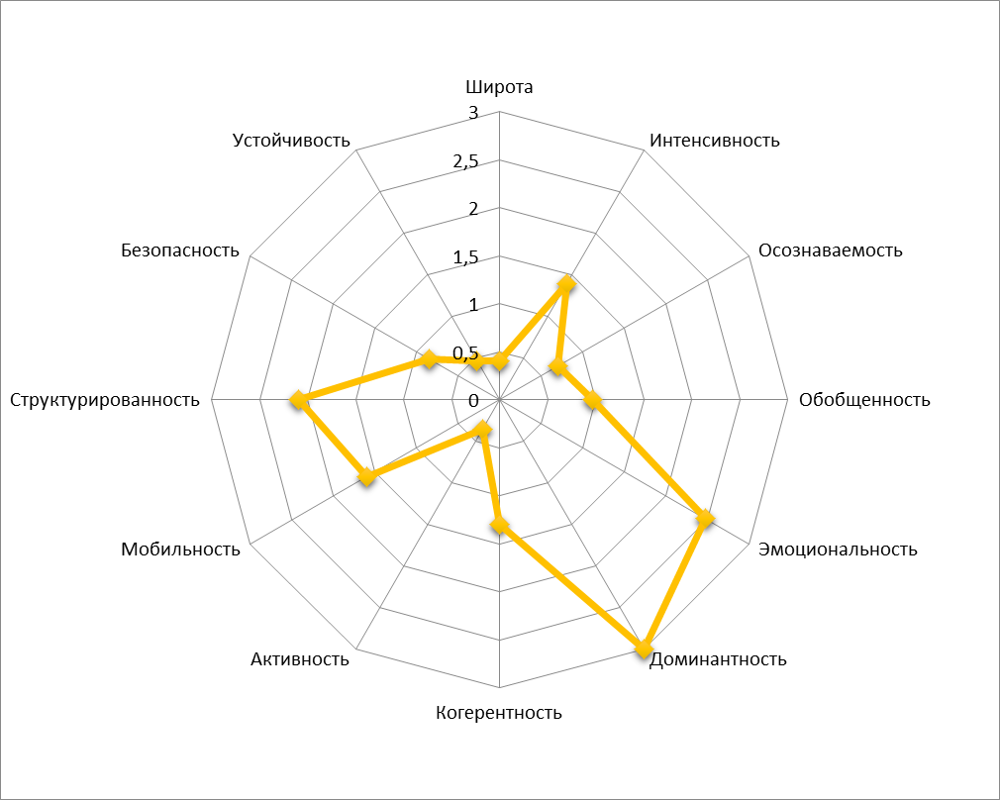 Широта
3
Устойчивость
Интенсивность
2,5
2
Безопасность
Осознаваемость
1,5
1
0,5
Структурированность
0
Обобщенность
Мобильность
Эмоциональность
Активность
Доминантность
Когерентность